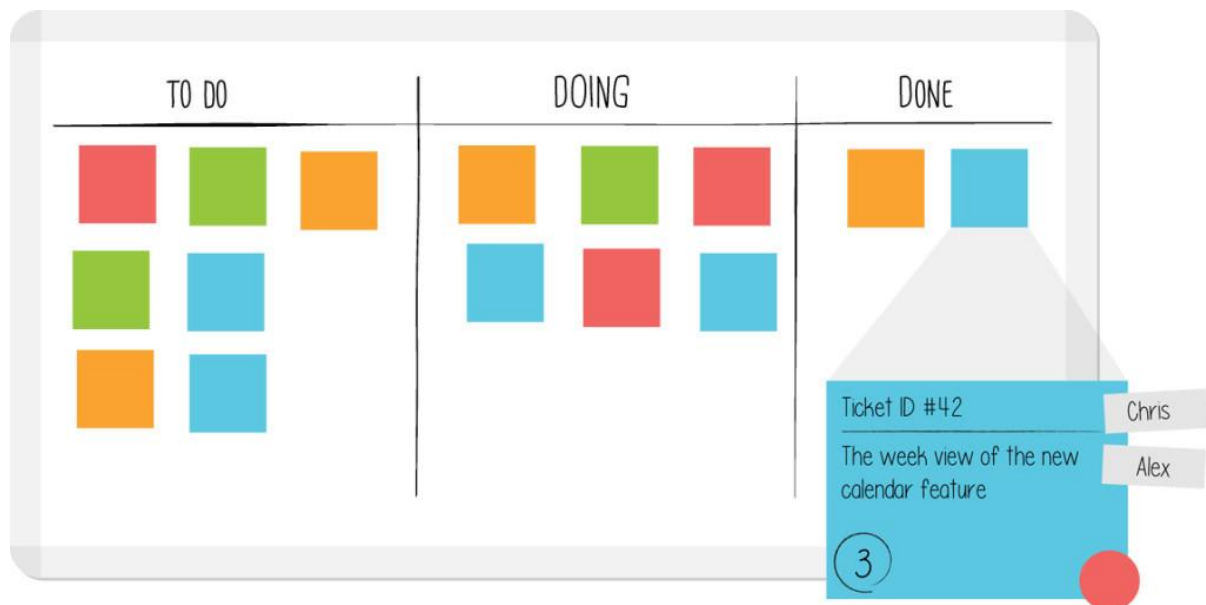 TO DO
DOING
DONE
Ticket ID #42
Chris
The week view of the new
calendar feature
Alex
3